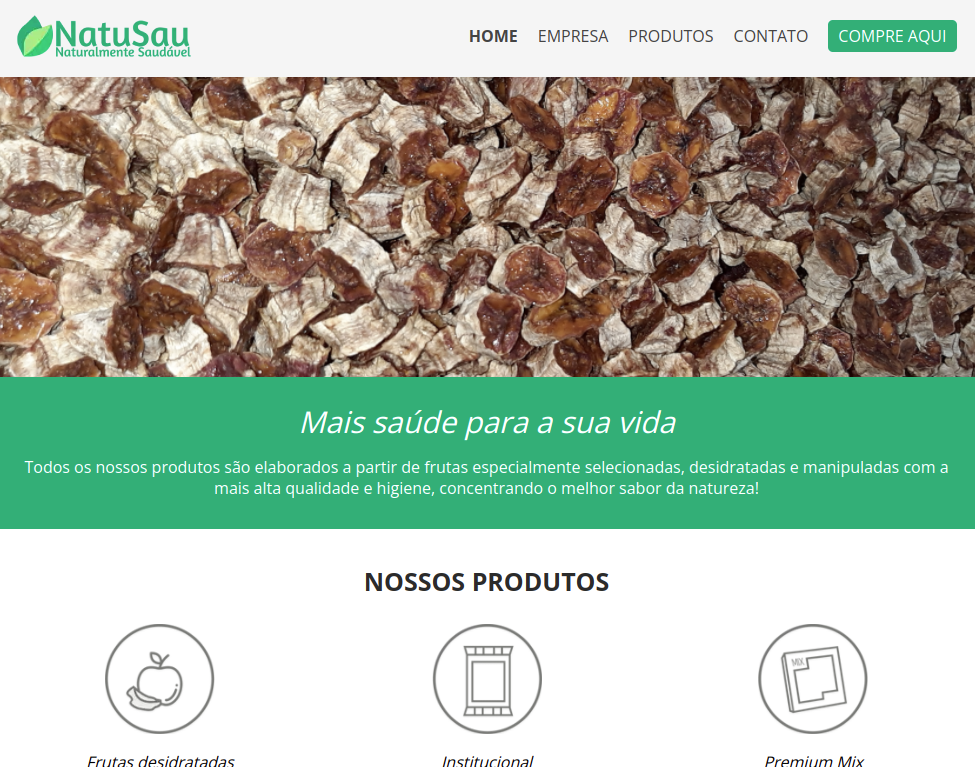 NatuSau
Naturalmente Saudável
HOME EMPRESA PRODUTOS CONTATO COMPRE AQUI
Mais saúde para a sua vida
Todos os nossos produtos são elaborados a partir de frutas especialmente selecionadas, desidratadas e manipuladas com a
mais alta qualidade e higiene, concentrando o melhor sabor da natureza!
NOSSOS PRODUTOS
MIX
Frutas desidratadas Institucional Premium Mix